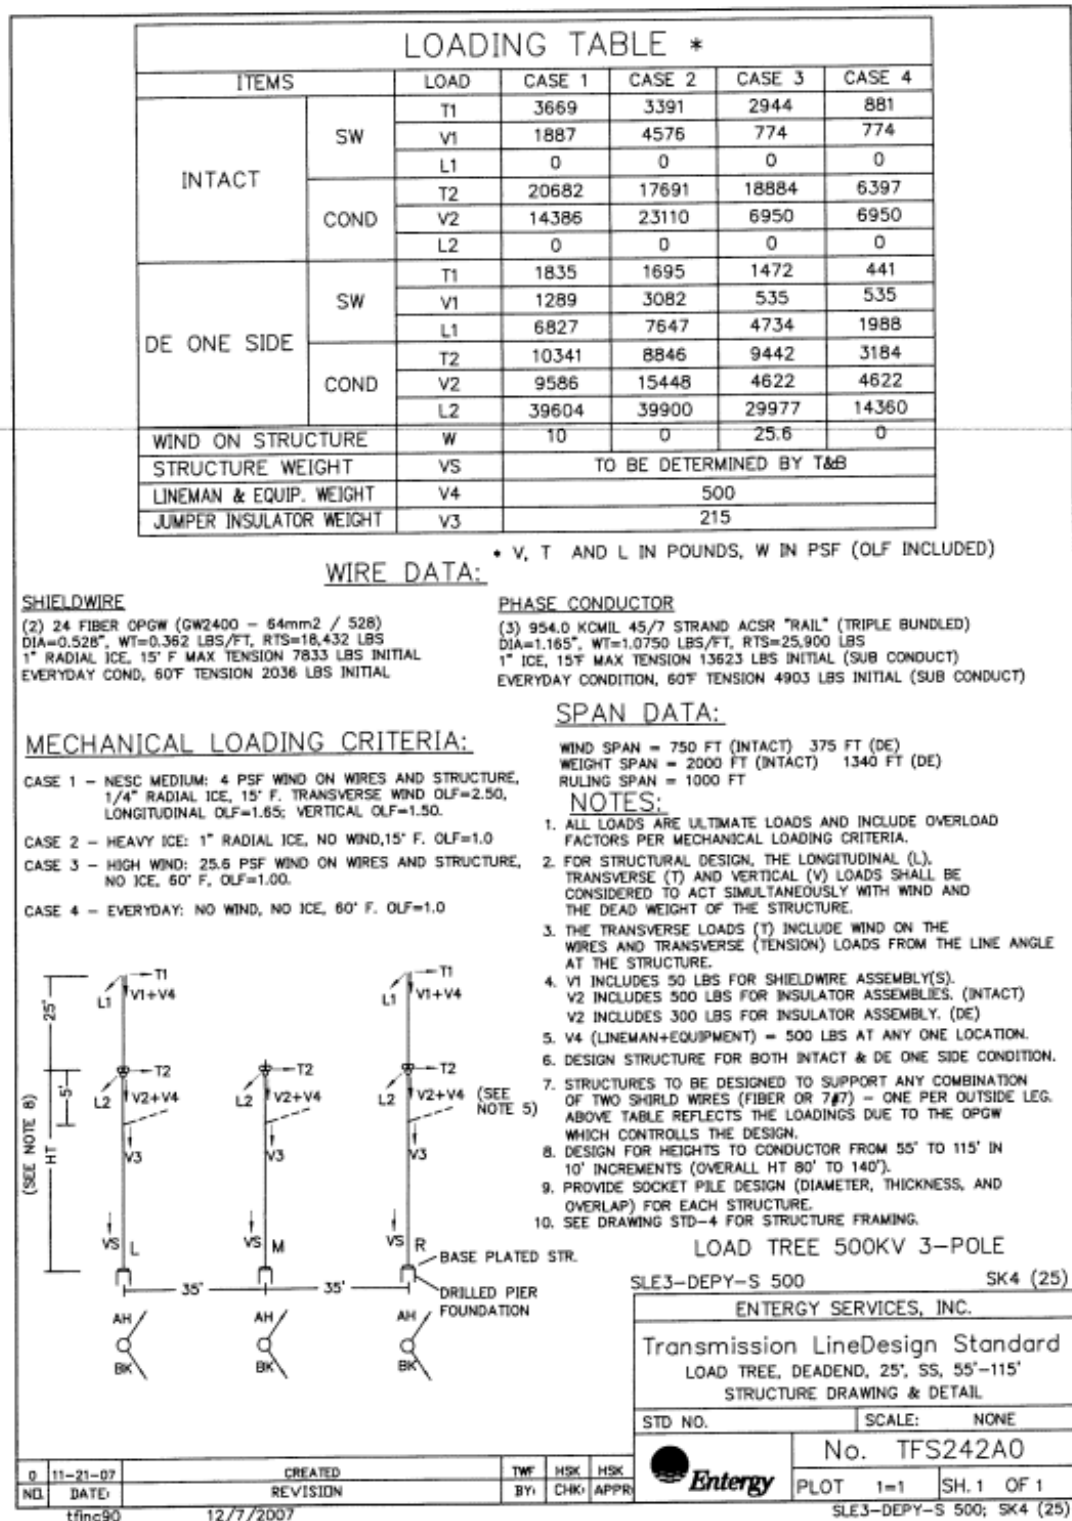 LOADING TABLE *
ITEMS LOAD CASE 1 CASE 2 CASE 3 CASE 4
INTACT SW T1 3669 3391 2944 881
V1 1887 4576 774 774
L1 0 0 0 0
COND T2 20682 17691 18884 6397
V2 14386 23110 6950 6950
L2 0 0 0 0
DE ONE SIDE SW T1 1835 1695 1472 441
V1 1289 3082 535 535
L1 6827 7647 4734 1988
COND T2 10341 8846 9442 3184
V2 9586 15448 4622 4622
L2 39604 39900 29977 14360
WIND ON STRUCTURE W 10 0 25.6 0
STRUCTURE WEIGHT VS TO BE DETERMINED BY T&B
LINEMAN & EQUIP. WEIGHT V4 500
JUMPER INSULATOR WEIGHT V3 215
* V, T AND L IN POUNDS, W IN PSF (OLF INCLUDED)
WIRE DATA:
SHIELDWIRE
(2) 24 FIBER OPGW (GW2400 - 64mm2 / 528)
DIA=0.528", WT=0.362 LBS/FT, RTS=18,432 LBS
1" RADIAL ICE, 15° F MAX TENSION 7833 LBS INITIAL
EVERYDAY COND, 60°F TENSION 2036 LBS INITIAL
PHASE CONDUCTOR
(3) 954.0 KCMIL 45/7 STRAND ACSR "RAIL" (TRIPLE BUNDLED)
DIA=1.165", WT=1.0750 LBS/FT, RTS=25,900 LBS
1" ICE, 15°F MAX TENSION 13623 LBS INITIAL (SUB CONDUCT)
EVERYDAY CONDITION, 60°F TENSION 4903 LBS INITIAL (SUB CONDUCT)
MECHANICAL LOADING CRITERIA:
CASE 1 - NESC MEDIUM: 4 PSF WIND ON WIRES AND STRUCTURE,
1/4" RADIAL ICE, 15° F. TRANSVERSE WIND OLF=2.50,
LONGITUDINAL OLF=1.65; VERTICAL OLF=1.50.
CASE 2 - HEAVY ICE: 1" RADIAL ICE, NO WIND,15° F. OLF=1.0
CASE 3 - HIGH WIND: 25.6 PSF WIND ON WIRES AND STRUCTURE,
NO ICE, 60° F, OLF=1.00.
CASE 4 - EVERYDAY: NO WIND, NO ICE, 60° F. OLF=1.0
SPAN DATA:
WIND SPAN = 750 FT (INTACT) 375 FT (DE)
WEIGHT SPAN = 2000 FT (INTACT) 1340 FT (DE)
RULING SPAN = 1000 FT
NOTES:
1. ALL LOADS ARE ULTIMATE LOADS AND INCLUDE OVERLOAD
FACTORS PER MECHANICAL LOADING CRITERIA.
2. FOR STRUCTURAL DESIGN, THE LONGITUDINAL (L),
TRANSVERSE (T) AND VERTICAL (V) LOADS SHALL BE
CONSIDERED TO ACT SIMULTANEOUSLY WITH WIND AND
THE DEAD WEIGHT OF THE STRUCTURE.
3. THE TRANSVERSE LOADS (T) INCLUDE WIND ON THE
WIRES AND TRANSVERSE (TENSION) LOADS FROM THE LINE ANGLE
AT THE STRUCTURE.
4. V1 INCLUDES 50 LBS FOR SHIELDWIRE ASSEMBLY(S).
V2 INCLUDES 500 LBS FOR INSULATOR ASSEMBLIES. (INTACT)
V2 INCLUDES 300 LBS FOR INSULATOR ASSEMBLY. (DE)
5. V4 (LINEMAN+EQUIPMENT) = 500 LBS AT ANY ONE LOCATION.
6. DESIGN STRUCTURE FOR BOTH INTACT & DE ONE SIDE CONDITION.
7. STRUCTURES TO BE DESIGNED TO SUPPORT ANY COMBINATION
OF TWO SHIRLD WIRES (FIBER OR 7#7) - ONE PER OUTSIDE LEG.
ABOVE TABLE REFLECTS THE LOADINGS DUE TO THE OPGW
WHICH CONTROLLS THE DESIGN.
8. DESIGN FOR HEIGHTS TO CONDUCTOR FROM 55' TO 115' IN
10' INCREMENTS (OVERALL HT 80' TO 140').
9. PROVIDE SOCKET PILE DESIGN (DIAMETER, THICKNESS, AND
OVERLAP) FOR EACH STRUCTURE.
10. SEE DRAWING STD-4 FOR STRUCTURE FRAMING.
T1 T1
L1 V1+V4 L1 V1+V4
25'
T2 T2 T2
L2 V2+V4 L2 V2+V4 L2 V2+V4 (SEE NOTE 5)
5'
HT
(SEE NOTE 8)
V3 V3 V3
VS L VS M VS R
BASE PLATED STR.
35' 35'
DRILLED PIER
FOUNDATION
AH AH AH
BK BK BK
LOAD TREE 500KV 3-POLE
SLE3-DEPY-S 500 SK4 (25)
ENTERGY SERVICES, INC.
Transmission LineDesign Standard
LOAD TREE, DEADEND, 25', SS, 55'-115'
STRUCTURE DRAWING & DETAIL
STD NO. SCALE: NONE
Entergy
No. TFS242A0
PLOT 1=1 SH. 1 OF 1
0 11-21-07 CREATED TWF HSK HSK
NO. DATE: REVISION BY: CHK: APPR:
tfinc90 12/7/2007 SLE3-DEPY-S 500; SK4 (25)